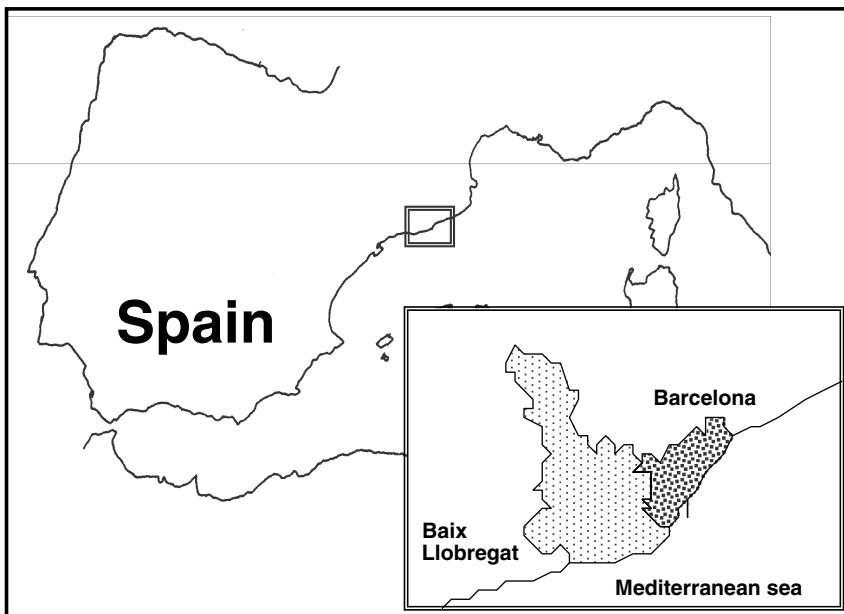 Spain
Barcelona
Baix
Llobregat
Mediterranean sea